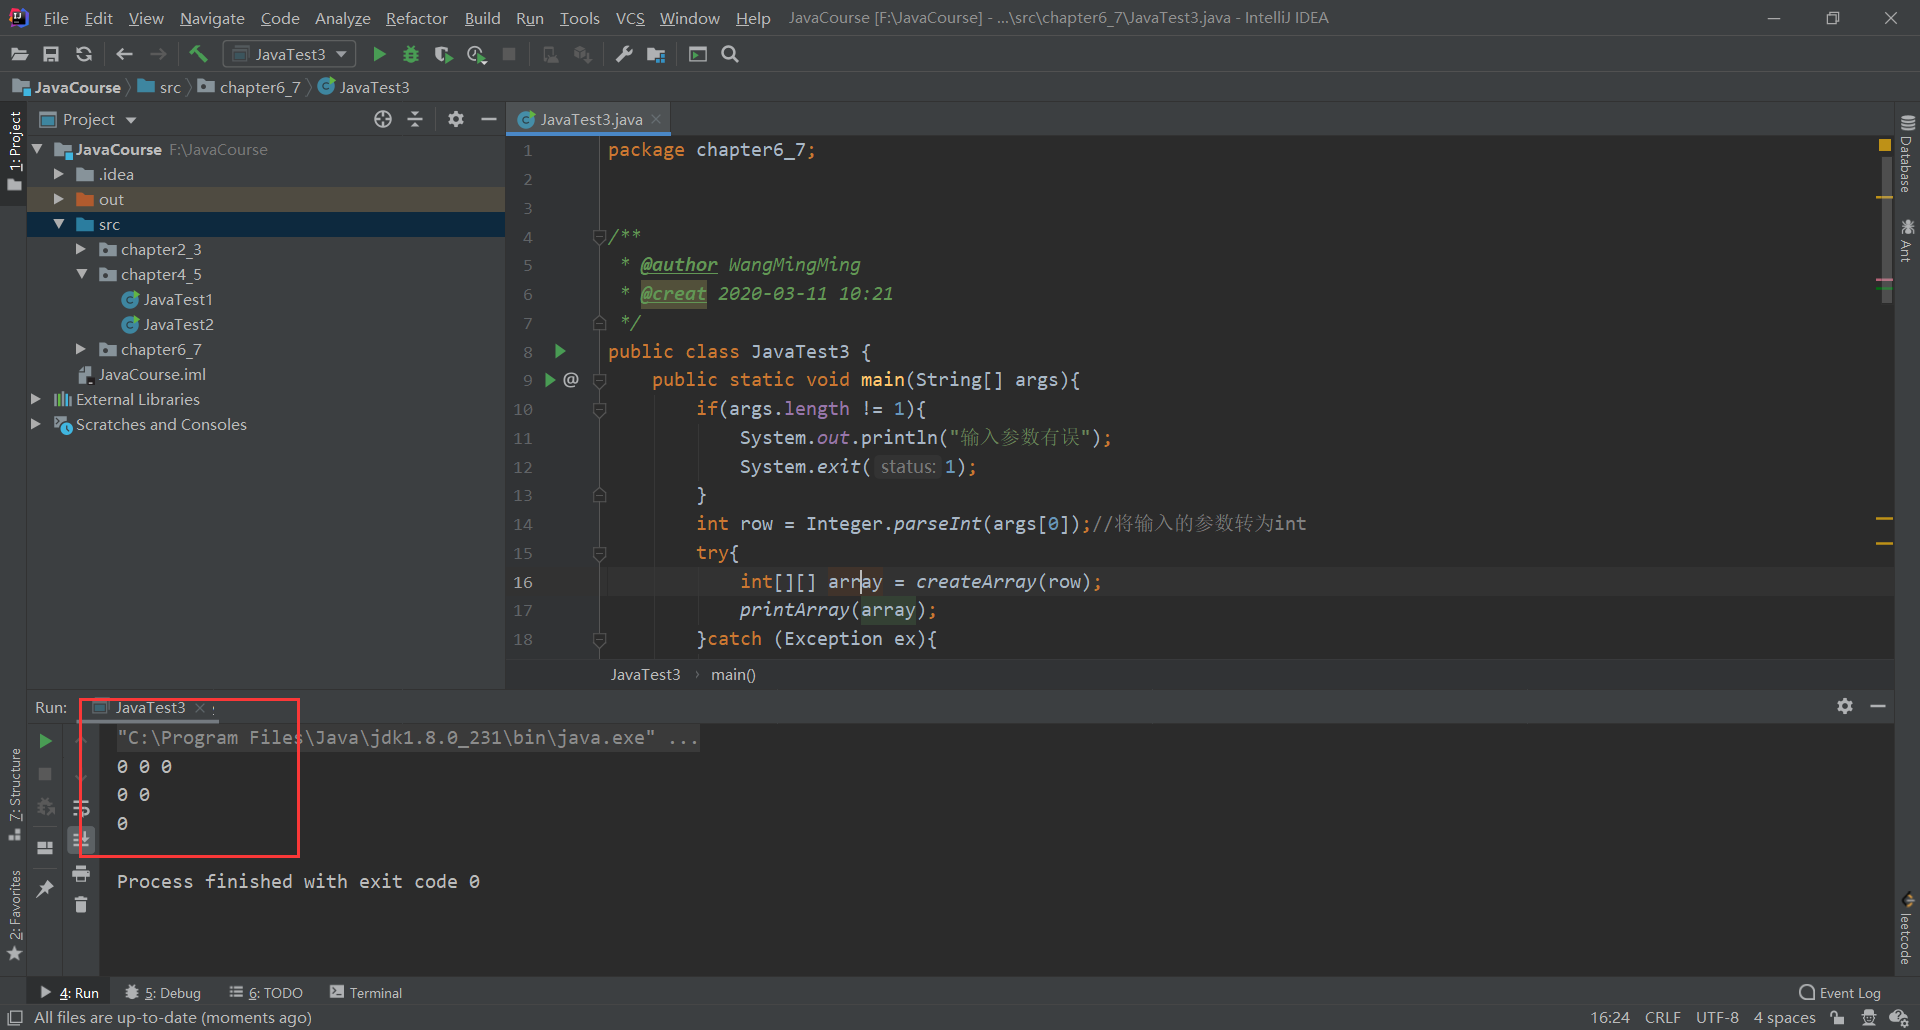 File Edit View Navigate Code Analyze Refactor Build Run Tools VCS Window Help JavaCourse [F:\JavaCourse] - ...\src\chapter6_7\JavaTest3.java - IntelliJ IDEA
JavaTest3
JavaCourse src chapter6_7 JavaTest3
1: Project
Project
JavaCourse F:\JavaCourse
.idea
out
src
chapter2_3
chapter4_5
JavaTest1
JavaTest2
chapter6_7
JavaCourse.iml
External Libraries
Scratches and Consoles
JavaTest3.java
1 package chapter6_7;
2
3
4 /**
5 * @author WangMingMing
6 * @creat 2020-03-11 10:21
7 */
8 public class JavaTest3 {
9 @ public static void main(String[] args){
10 if(args.length != 1){
11 System.out.println("输入参数有误");
12 System.exit( status: 1);
13 }
14 int row = Integer.parseInt(args[0]);//将输入的参数转为int
15 try{
16 int[][] array = createArray(row);
17 printArray(array);
18 }catch (Exception ex){
JavaTest3 › main()
Database
Ant
Run: JavaTest3
"C:\Program Files\Java\jdk1.8.0_231\bin\java.exe" ...
0 0 0
0 0
0
Process finished with exit code 0
7: Structure
2: Favorites
leetcode
4: Run 5: Debug 6: TODO Terminal Event Log
All files are up-to-date (moments ago) 16:24 CRLF UTF-8 4 spaces